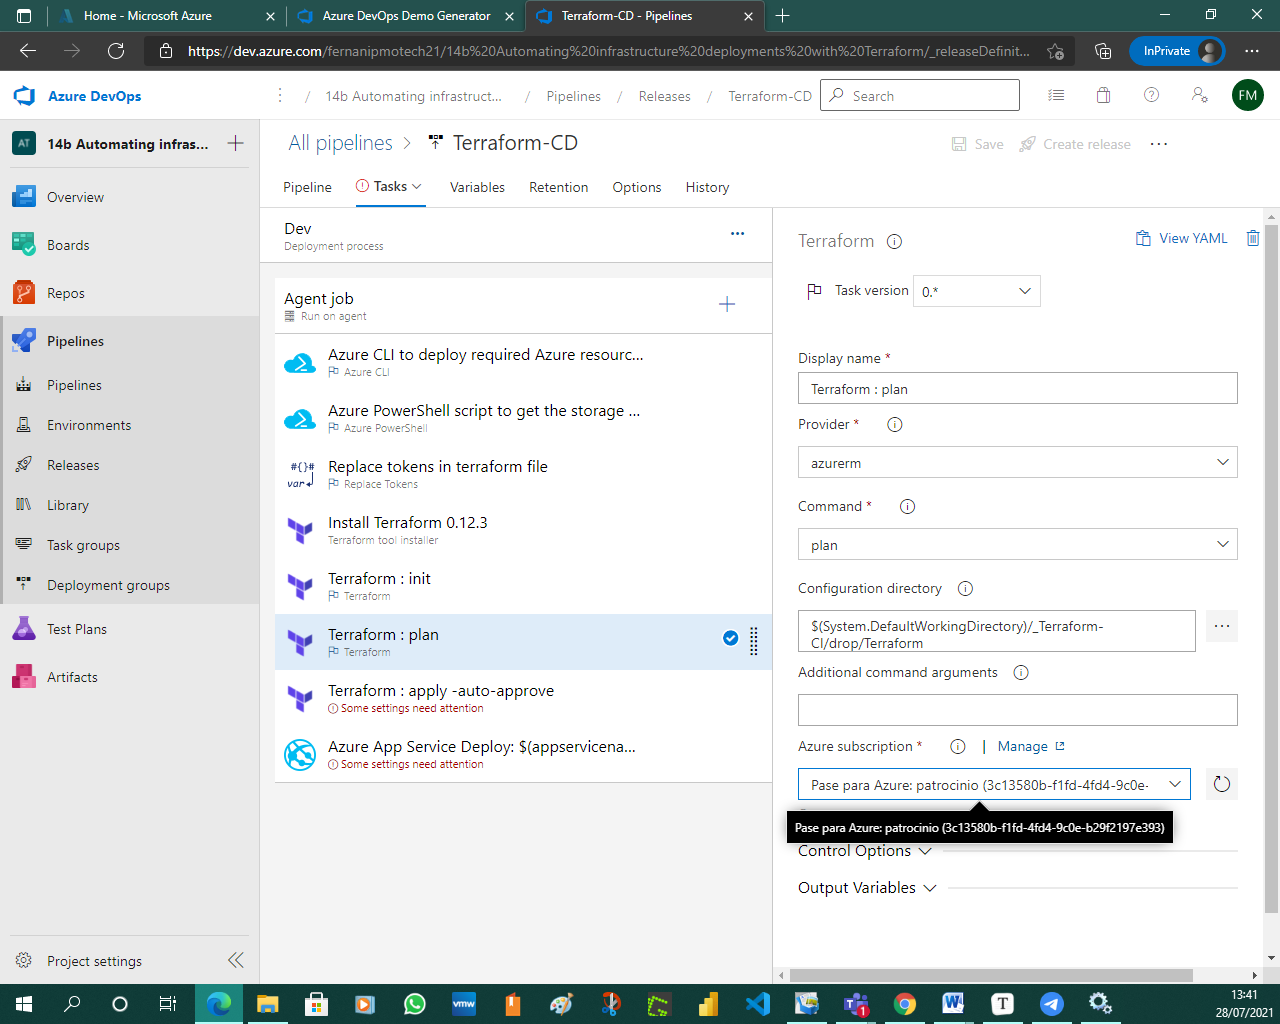 Home - Microsoft Azure
Azure DevOps Demo Generator
Terraform-CD - Pipelines
https://dev.azure.com/fernanipmotech21/14b%20Automating%20infrastructure%20deployments%20with%20Terraform/_releaseDefinit...
InPrivate
Azure DevOps
/ 14b Automating infrastruct... / Pipelines / Releases / Terraform-CD
Search
FM
AT
14b Automating infras...
All pipelines > Terraform-CD
Save
Create release
Pipeline
Tasks
Variables
Retention
Options
History
Overview
Boards
Repos
Pipelines
Pipelines
Environments
Releases
Library
Task groups
Deployment groups
Test Plans
Artifacts
Project settings
Dev
Deployment process
Agent job
Run on agent
Azure CLI to deploy required Azure resourc...
Azure CLI
Azure PowerShell script to get the storage ...
Azure PowerShell
#{}#
var
Replace tokens in terraform file
Replace Tokens
Install Terraform 0.12.3
Terraform tool installer
Terraform : init
Terraform
Terraform : plan
Terraform
Terraform : apply -auto-approve
Some settings need attention
Azure App Service Deploy: $(appservicena...
Some settings need attention
Terraform
View YAML
Task version
0.*
Display name *
Terraform : plan
Provider *
azurerm
Command *
plan
Configuration directory
$(System.DefaultWorkingDirectory)/_Terraform-
CI/drop/Terraform
Additional command arguments
Azure subscription *
| Manage
Pase para Azure: patrocinio (3c13580b-f1fd-4fd4-9c0e-
Pase para Azure: patrocinio (3c13580b-f1fd-4fd4-9c0e-b29f2197e393)
Control Options
Output Variables
vmw
1
W
T
13:41
28/07/2021